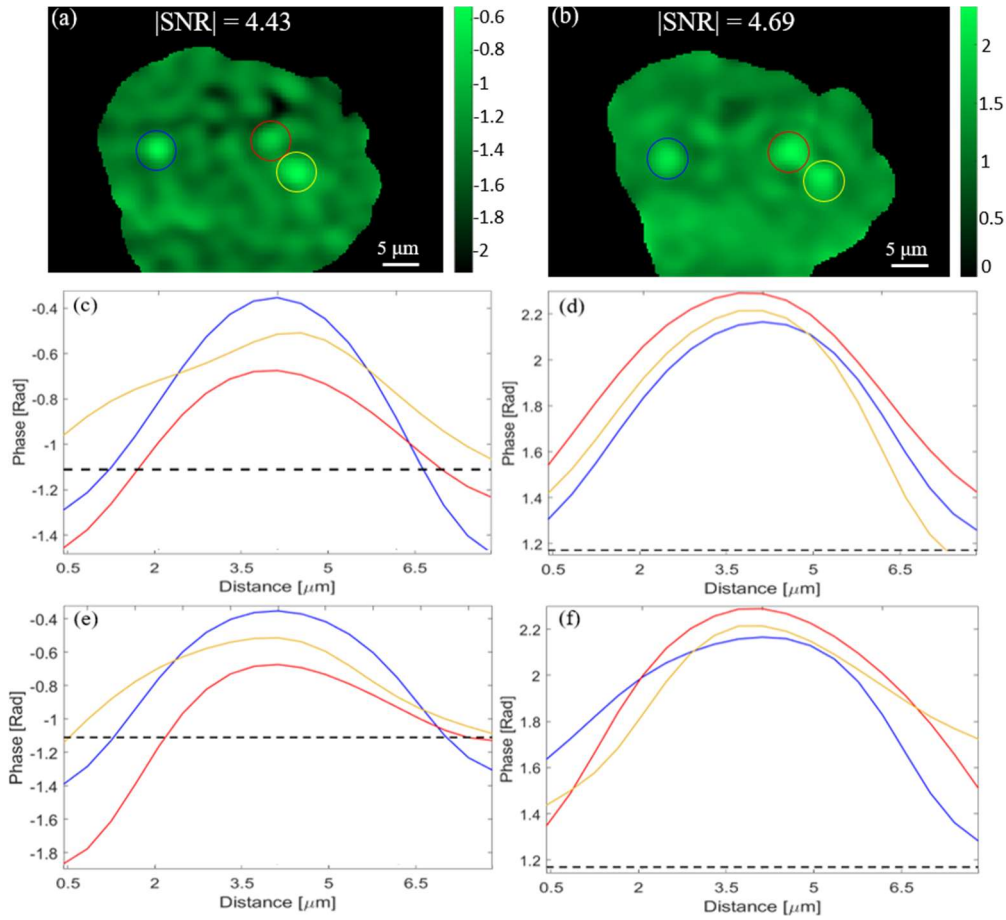 (a) |SNR| = 4.43
-0.6
-0.8
-1
-1.2
-1.4
-1.6
-1.8
-2
5 μm
(b) |SNR| = 4.69
2
1.5
1
0.5
0
5 μm
(c)
-0.4
-0.6
-0.8
-1
-1.2
-1.4
Phase [Rad]
0.5 2 3.5 5 6.5
Distance [μm]
(d)
2.2
2
1.8
1.6
1.4
1.2
Phase [Rad]
0.5 2 3.5 5 6.5
Distance [μm]
(e)
-0.4
-0.6
-0.8
-1
-1.2
-1.4
-1.6
-1.8
Phase [Rad]
0.5 2 3.5 5 6.5
Distance [μm]
(f)
2.2
2
1.8
1.6
1.4
1.2
Phase [Rad]
0.5 2 3.5 5 6.5
Distance [μm]